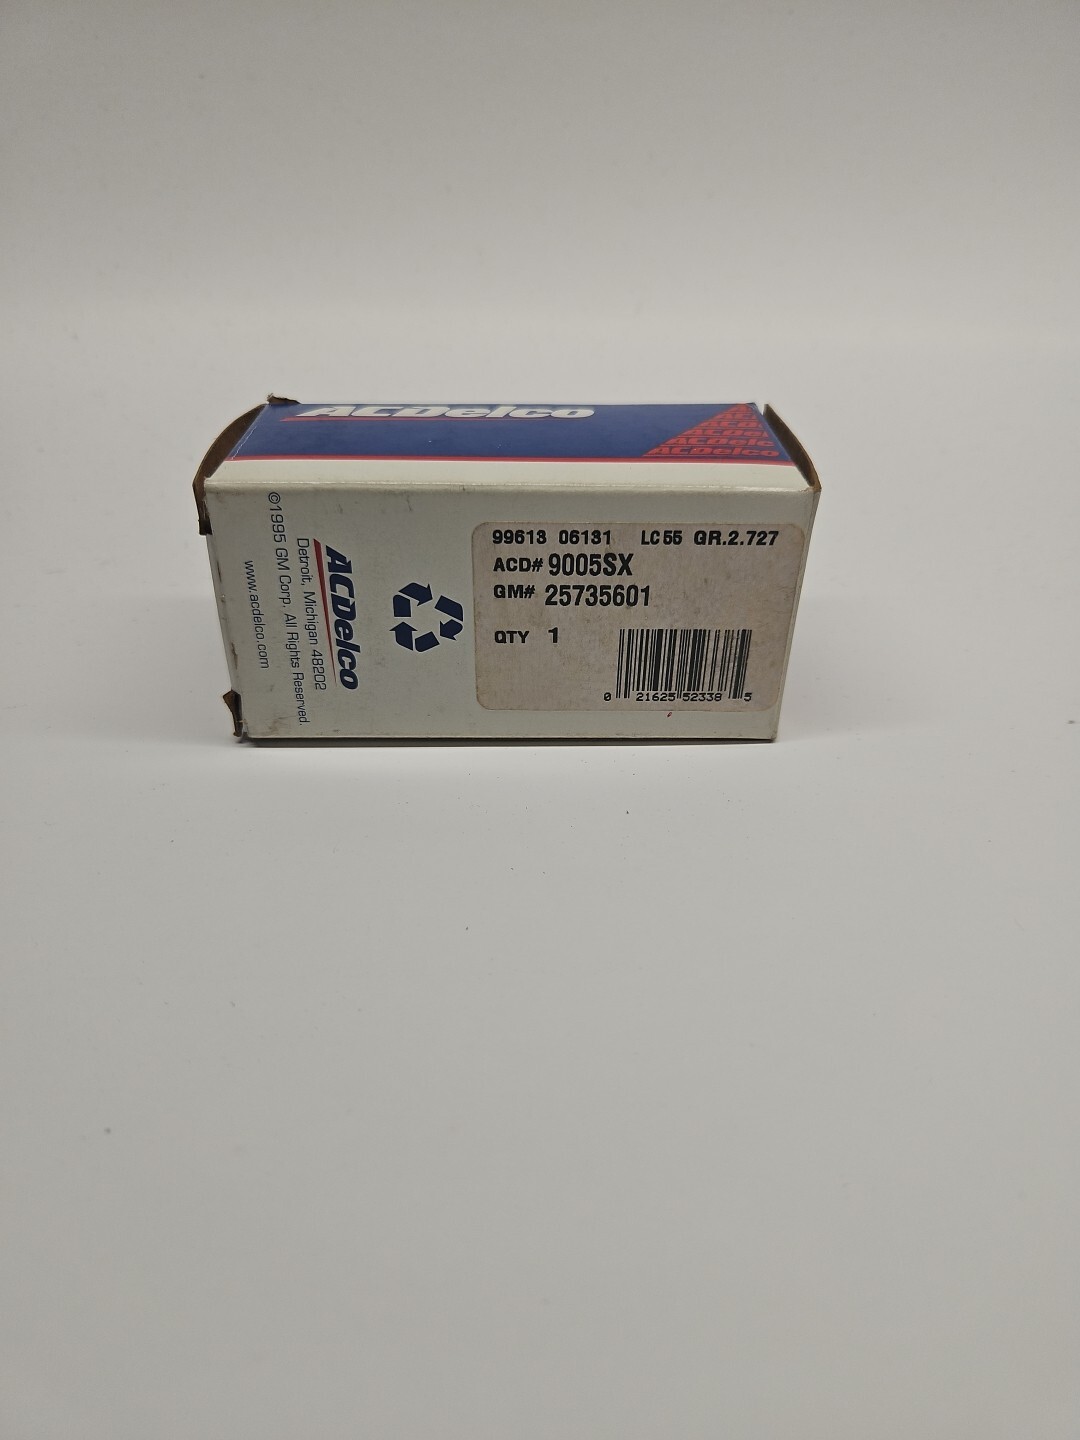 ACDelco
ACDelc
ACDelco
99613 06131 LC55 GR.2.727
ACD# 9005SX
GM# 25735601
QTY 1
0 21625 52338 5
ACDelco
Detroit, Michigan 48202
©1995 GM Corp. All Rights Reserved.
www.acdelco.com